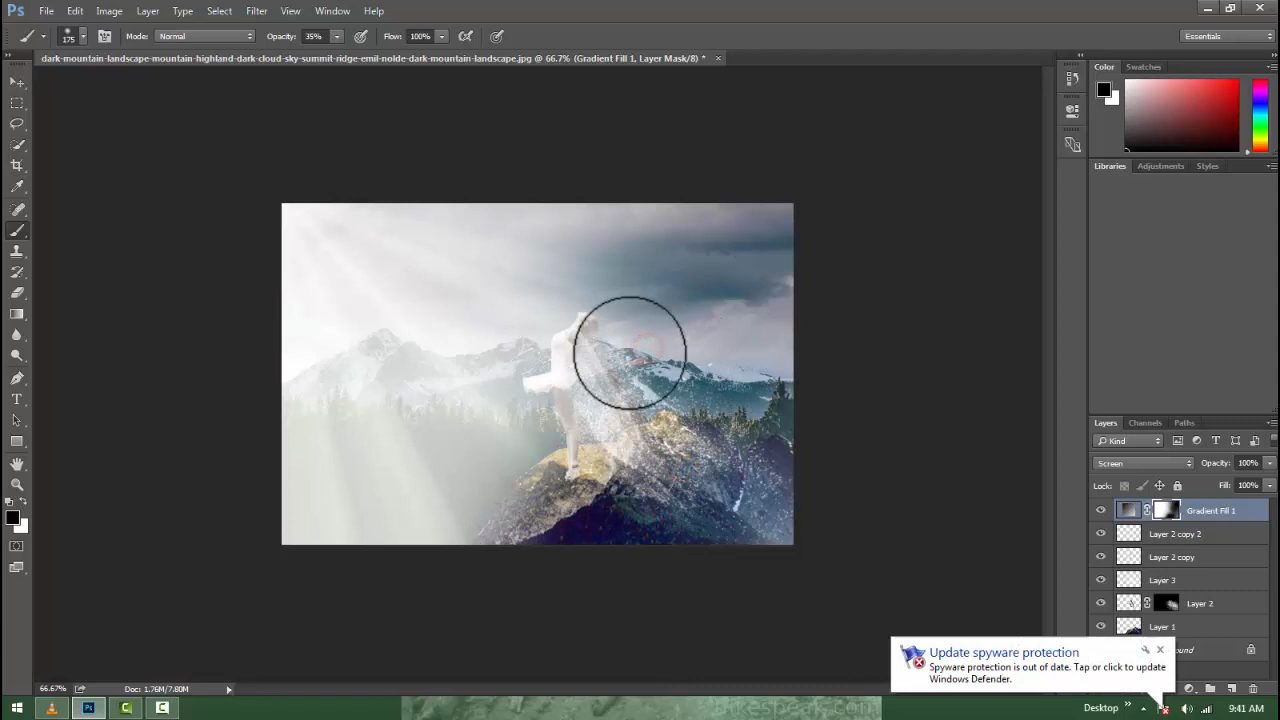 Ps File Edit Image Layer Type Select Filter View Window Help
175 Mode: Normal Opacity: 35% Flow: 100% Essentials
dark-mountain-landscape-mountain-highland-dark-cloud-sky-summit-ridge-emil-nolde-dark-mountain-landscape.jpg @ 66.7% (Gradient Fill 1, Layer Mask/8) *
Color Swatches
Libraries Adjustments Styles
Layers Channels Paths
Kind
Screen Opacity: 100%
Lock: Fill: 100%
Gradient Fill 1
Layer 2 copy 2
Layer 2 copy
Layer 3
Layer 2
Layer 1
Update spyware protection
Spyware protection is out of date. Tap or click to update
Windows Defender.
66.67% Doc: 1.76M/7.80M
Ps Desktop 9:41 AM